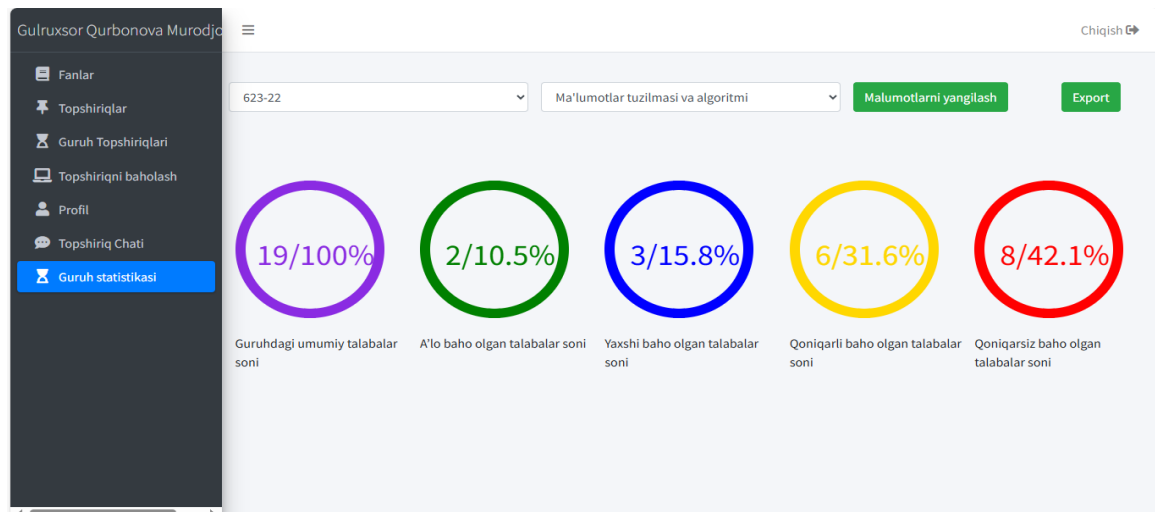 Gulruxsor Qurbonova Murodjo
Chiqish
Fanlar
Topshiriqlar
Guruh Topshiriqlari
Topshiriqni baholash
Profil
Topshiriq Chati
Guruh statistikasi
623-22
Ma'lumotlar tuzilmasi va algoritmi
Malumotlarni yangilash
Export
19/100%
2/10.5%
3/15.8%
6/31.6%
8/42.1%
Guruhdagi umumiy talabalar
soni
A'lo baho olgan talabalar soni
Yaxshi baho olgan talabalar
soni
Qoniqarli baho olgan talabalar
soni
Qoniqarsiz baho olgan
talabalar soni